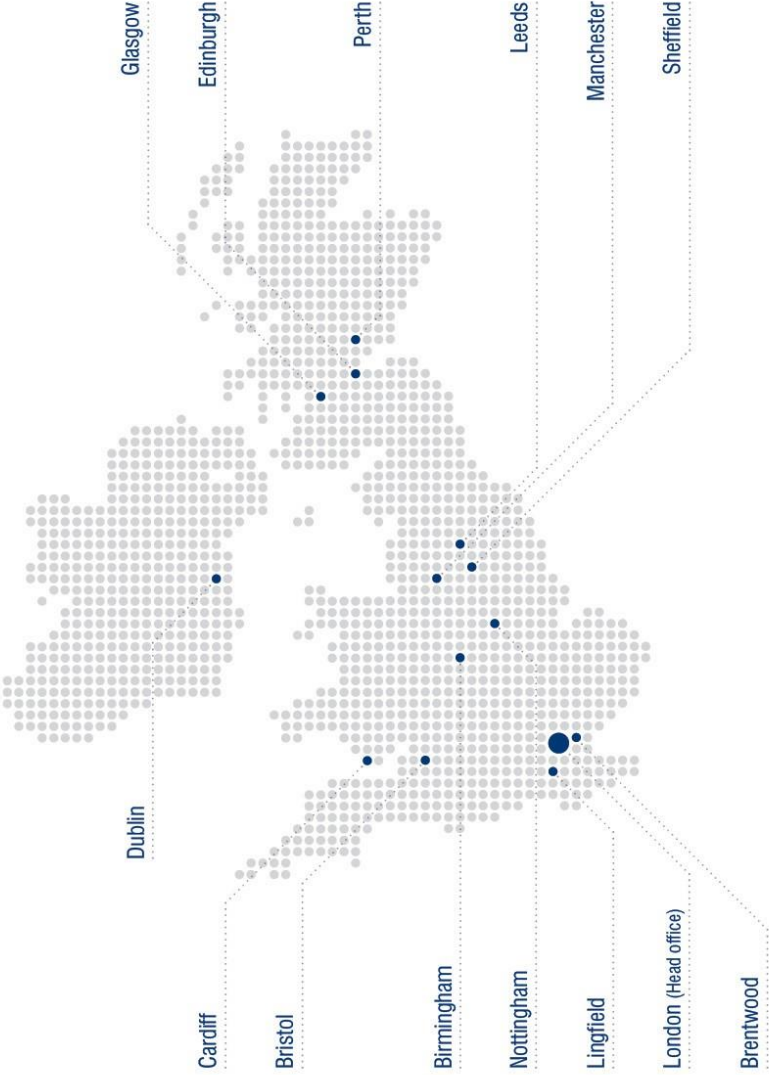 Glasgow
Edinburgh
Perth
Leeds
Manchester
Sheffield
Dublin
Cardiff
Bristol
Birmingham
Nottingham
Lingfield
London (Head office)
Brentwood